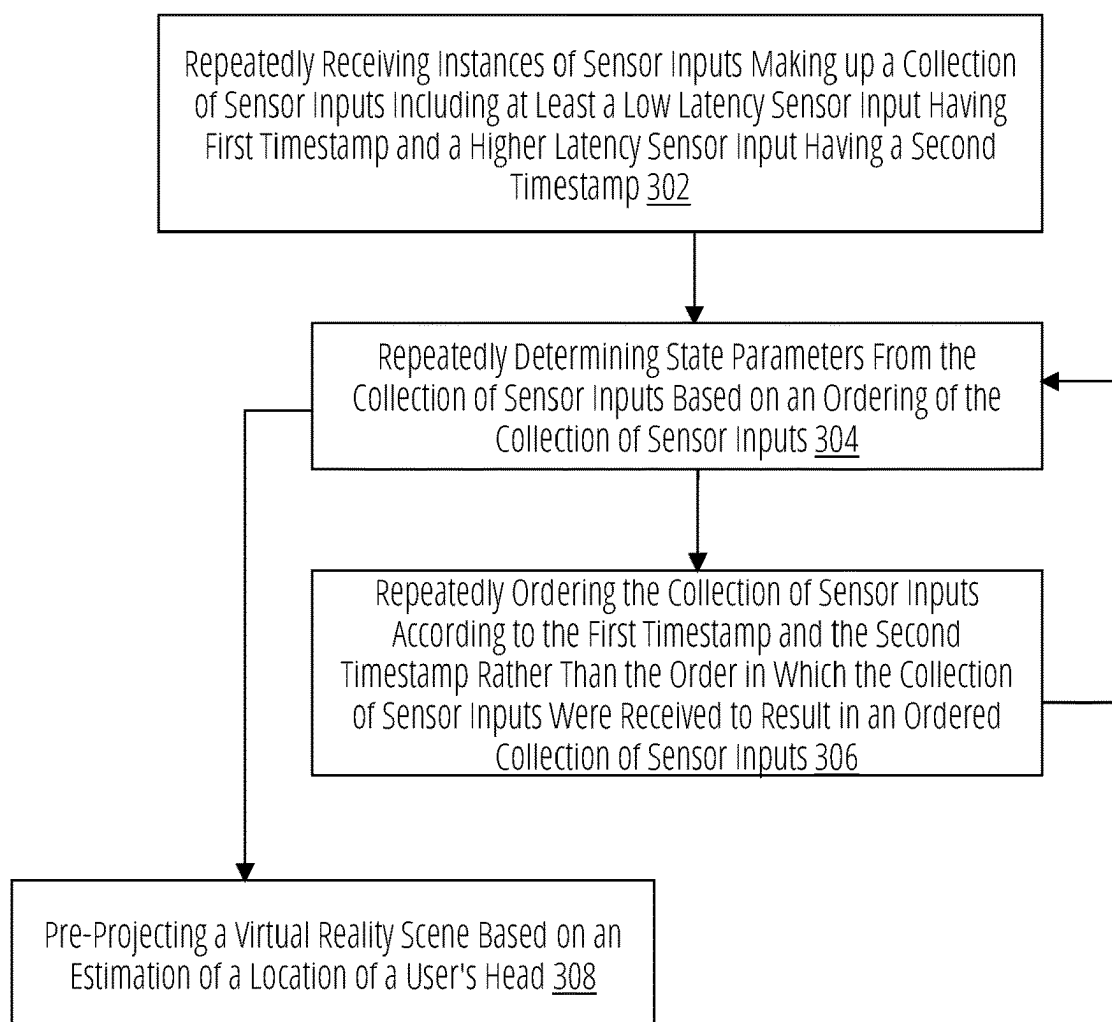 Repeatedly Receiving Instances of Sensor Inputs Making up a Collection
of Sensor Inputs Including at Least a Low Latency Sensor Input Having
First Timestamp and a Higher Latency Sensor Input Having a Second
Timestamp 302
Repeatedly Determining State Parameters From the
Collection of Sensor Inputs Based on an Ordering of the
Collection of Sensor Inputs 304
Repeatedly Ordering the Collection of Sensor Inputs
According to the First Timestamp and the Second
Timestamp Rather Than the Order in Which the Collection
of Sensor Inputs Were Received to Result in an Ordered
Collection of Sensor Inputs 306
Pre-Projecting a Virtual Reality Scene Based on an
Estimation of a Location of a User's Head 308